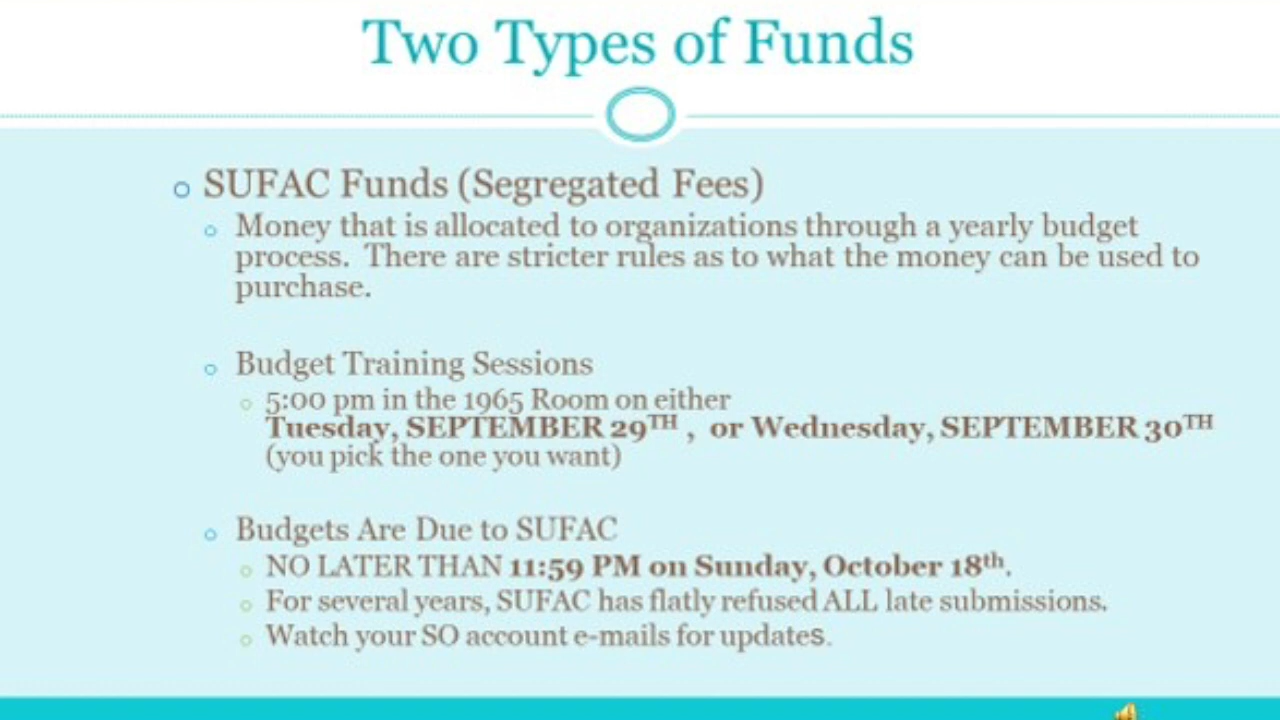 Two Types of Funds
SUFAC Funds (Segregated Fees)
Money that is allocated to organizations through a yearly budget
process. There are stricter rules as to what the money can be used to
purchase.
Budget Training Sessions
5:00 pm in the 1965 Room on either
Tuesday, SEPTEMBER 29TH , or Wednesday, SEPTEMBER 30TH
(you pick the one you want)
Budgets Are Due to SUFAC
NO LATER THAN 11:59 PM on Sunday, October 18th.
For several years, SUFAC has flatly refused ALL late submissions.
Watch your SO account e-mails for updates.